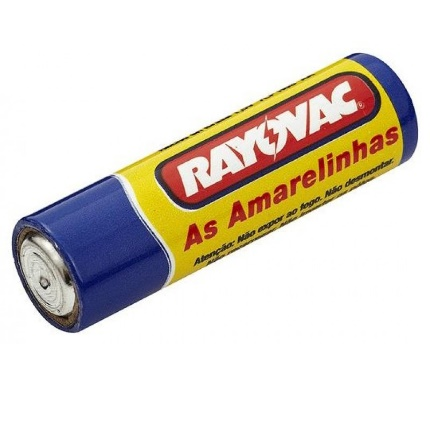 RAYOVAC
As Amarelinhas
Atenção: Não expor ao fogo. Não desmontar.